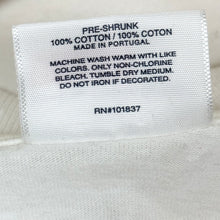 PRE-SHRUNK
100% COTTON / 100% COTON
MADE IN PORTUGAL
MACHINE WASH WARM WITH LIKE
COLORS. ONLY NON-CHLORINE
BLEACH. TUMBLE DRY MEDIUM.
DO NOT IRON IF DECORATED.
RN#101837